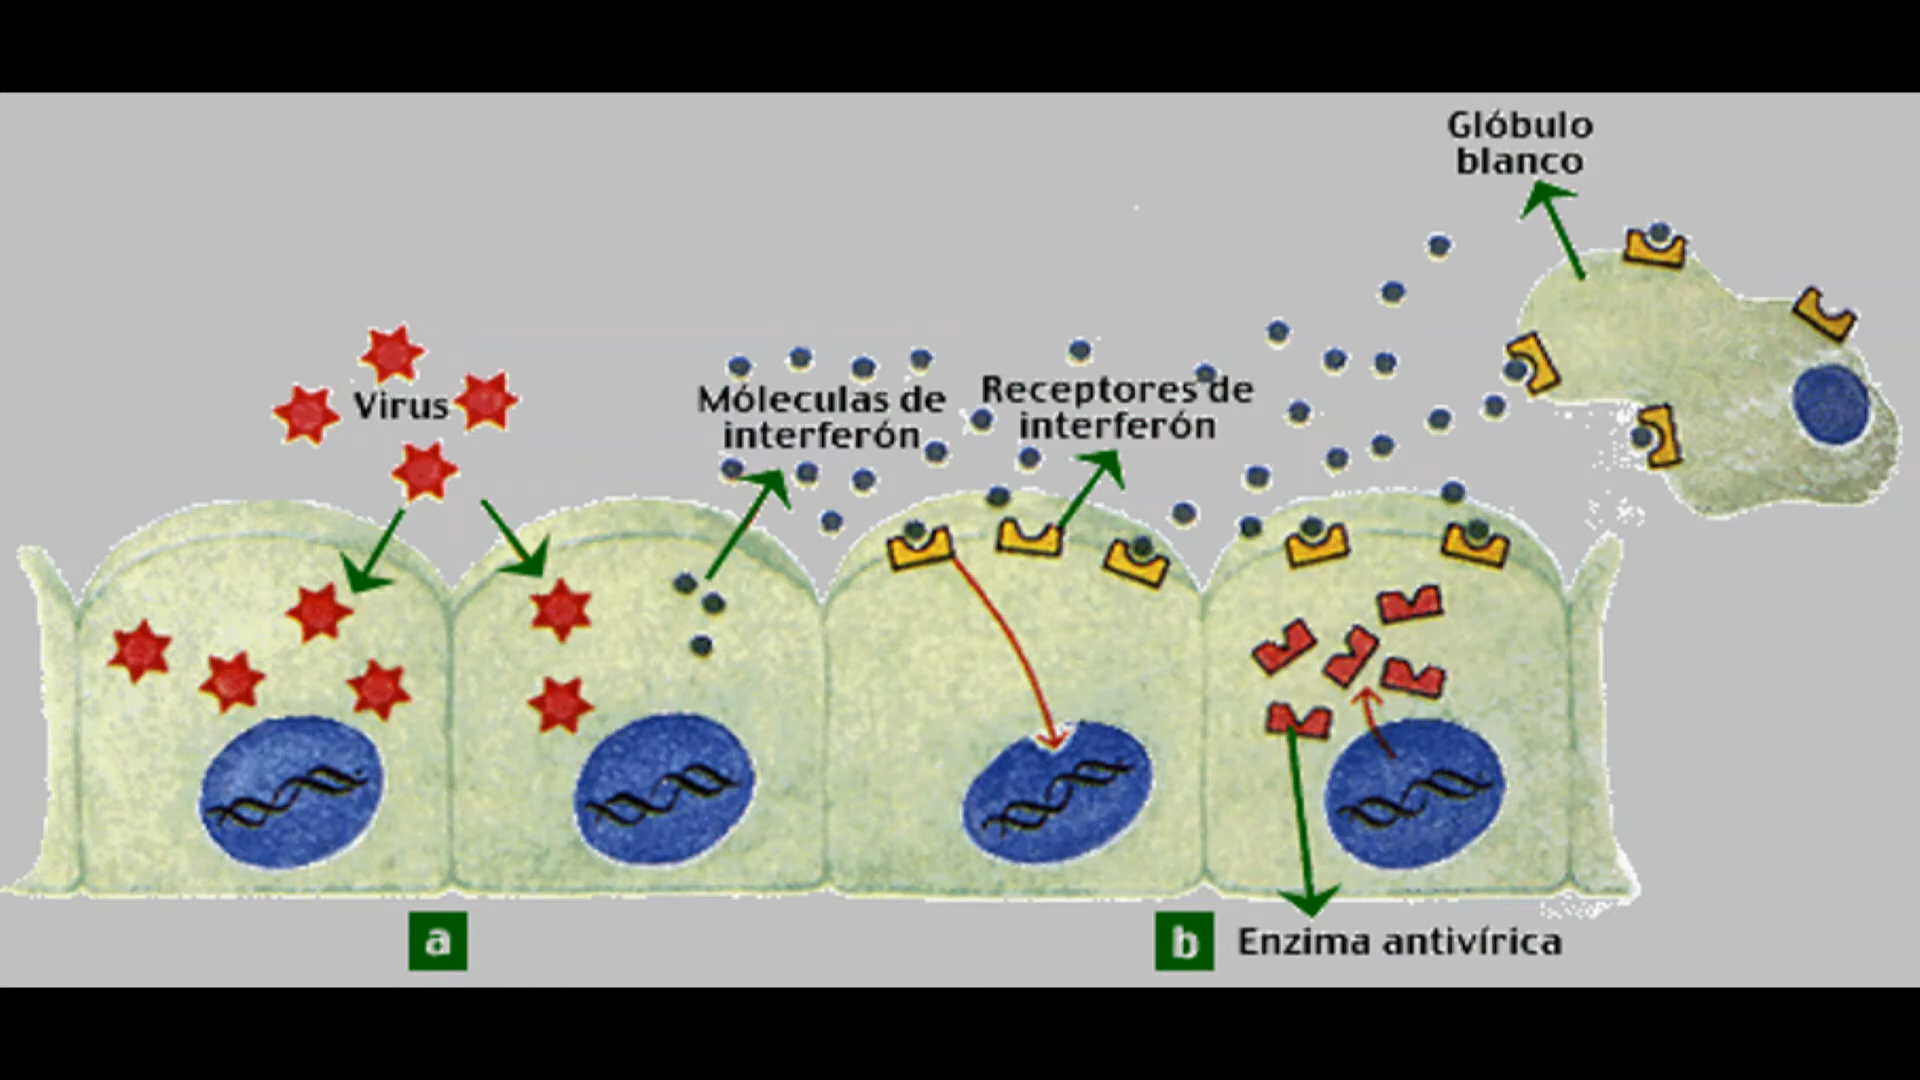 Glóbulo
blanco
Virus
Móleculas de
interferón
Receptores de
interferón
a
b
Enzima antivírica